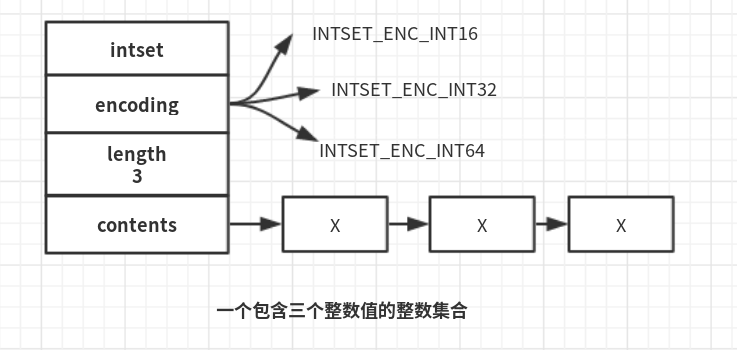 intset
INTSET_ENC_INT16
encoding
INTSET_ENC_INT32
INTSET_ENC_INT64
length
3
contents
X
X
X
一个包含三个整数值的整数集合